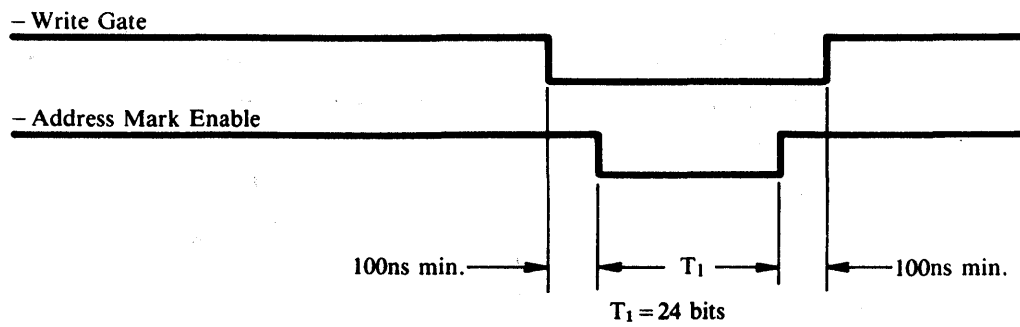 – Write Gate
– Address Mark Enable
100ns min.
T₁
100ns min.
T₁ = 24 bits